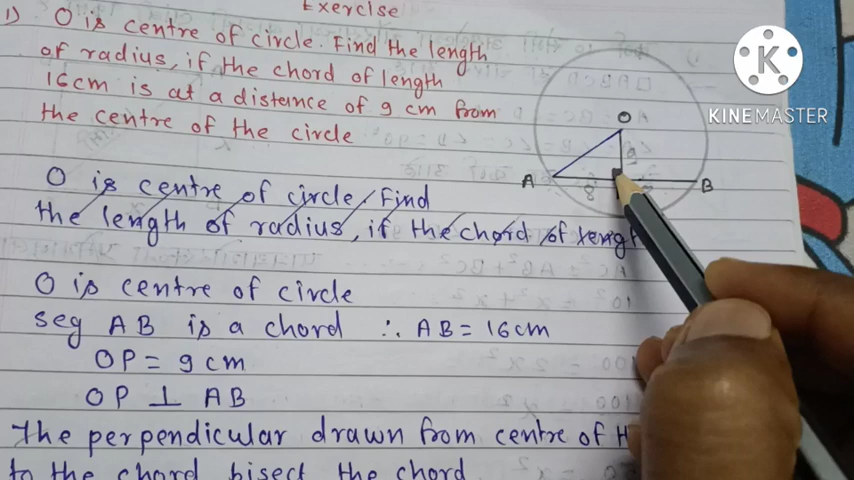 Exercise
1) O is centre of circle. Find the length
of radius, if the chord of length
16cm is at a distance of 9 cm from
the centre of the circle
O
9
A
8
B
K
KINEMASTER
O is centre of circle Find
the length of radius, if the chord of
O is centre of circle
seg AB is a chord ∴ AB = 16cm
OP = 9 cm
OP ⊥ AB
The perpendicular drawn from centre of
to the chord bisect the chord